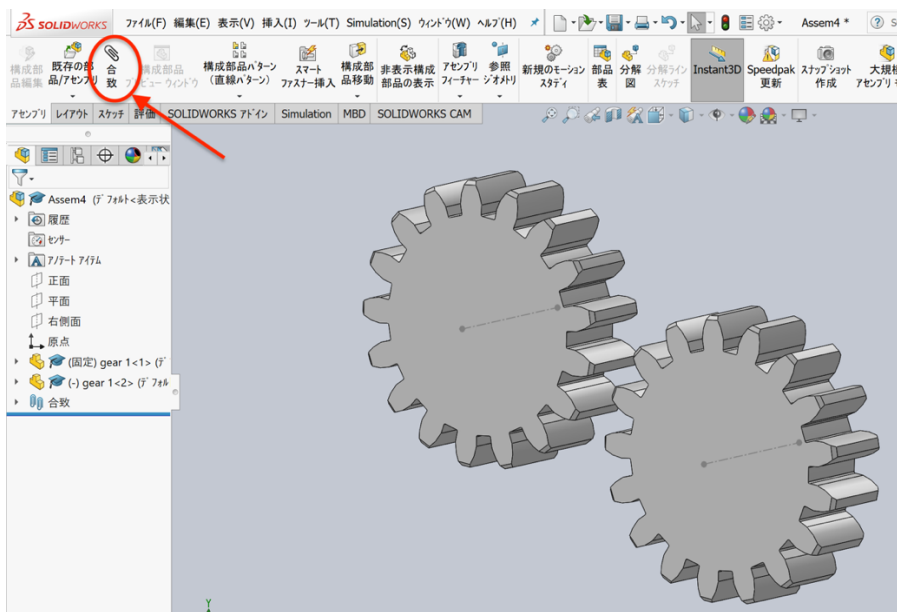 SOLIDWORKS ファイル(F) 編集(E) 表示(V) 挿入(I) ツール(T) Simulation(S) ウィンドウ(W) ヘルプ(H) Assem4 *
構成部品編集
既存の部品/アセンブリ
合致
構成部品
ビュー ウィンドウ
構成部品パターン
(直線パターン)
スマート
ファスナー挿入
構成部品移動
非表示構成部品の表示
アセンブリ
フィーチャー
参照
ジオメトリ
新規のモーション
スタディ
部品表
分解図
分解ライン
スケッチ
Instant3D
Speedpak
更新
スナップショット
作成
大規模
アセンブリ
アセンブリ レイアウト スケッチ 評価 SOLIDWORKS アドイン Simulation MBD SOLIDWORKS CAM
Assem4 (デフォルト<表示状
履歴
センサー
アノテート アイテム
正面
平面
右側面
原点
(固定) gear 1<1> (デ
(-) gear 1<2> (デフォル
合致
Y